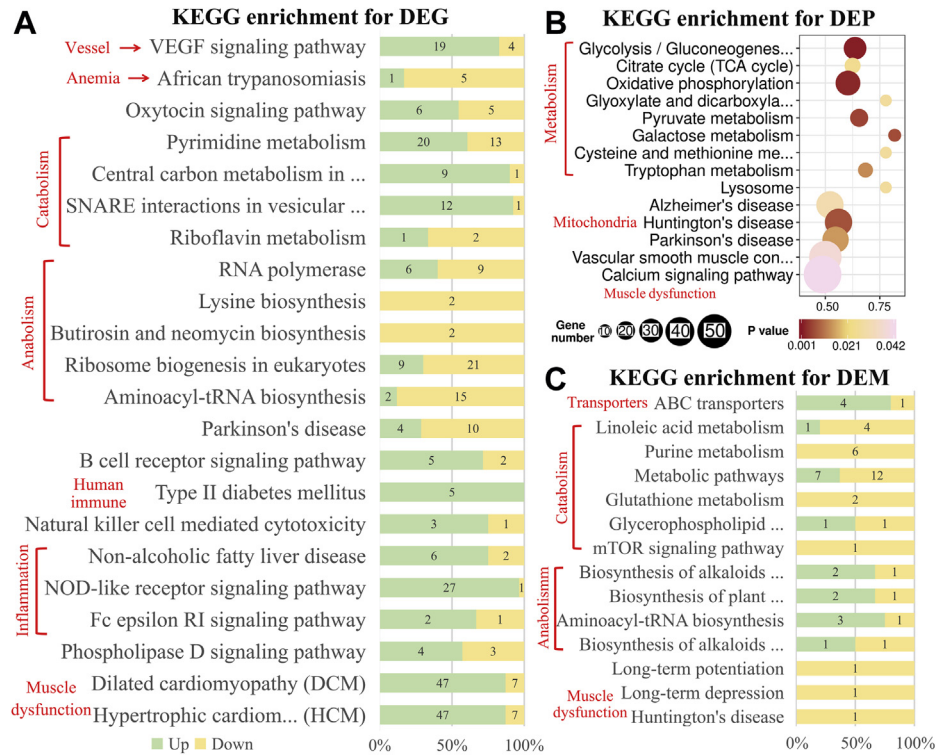 A
KEGG enrichment for DEG
Vessel → VEGF signaling pathway 19 4
Anemia → African trypanosomiasis 1 5
Oxytocin signaling pathway 6 5
Catabolism
Pyrimidine metabolism 20 13
Central carbon metabolism in ... 9 1
SNARE interactions in vesicular ... 12 1
Riboflavin metabolism 1 2
Anabolism
RNA polymerase 6 9
Lysine biosynthesis 2
Butirosin and neomycin biosynthesis 2
Ribosome biogenesis in eukaryotes 9 21
Aminoacyl-tRNA biosynthesis 2 15
Parkinson's disease 4 10
B cell receptor signaling pathway 5 2
Human
immune
Type II diabetes mellitus 5
Natural killer cell mediated cytotoxicity 3 1
Inflammation
Non-alcoholic fatty liver disease 6 2
NOD-like receptor signaling pathway 27 1
Fc epsilon RI signaling pathway 2 1
Phospholipase D signaling pathway 4 3
Muscle
dysfunction
Dilated cardiomyopathy (DCM) 47 7
Hypertrophic cardiom... (HCM) 47 7
Up Down
0% 50% 100%
B
KEGG enrichment for DEP
Metabolism
Glycolysis / Gluconeogenes...
Citrate cycle (TCA cycle)
Oxidative phosphorylation
Glyoxylate and dicarboxyla...
Pyruvate metabolism
Galactose metabolism
Cysteine and methionine me...
Tryptophan metabolism
Lysosome
Alzheimer's disease
Mitochondria Huntington's disease
Parkinson's disease
Vascular smooth muscle con...
Calcium signaling pathway
Muscle dysfunction
0.50 0.75
Gene
number
10 20 30 40 50
P value
0.001 0.021 0.042
C
KEGG enrichment for DEM
Transporters ABC transporters 4 1
Catabolism
Linoleic acid metabolism 1 4
Purine metabolism 6
Metabolic pathways 7 12
Glutathione metabolism 2
Glycerophospholipid ... 1 1
mTOR signaling pathway 1
Anabolismm
Biosynthesis of alkaloids ... 2 1
Biosynthesis of plant ... 2 1
Aminoacyl-tRNA biosynthesis 3 1
Biosynthesis of alkaloids ... 1 1
Long-term potentiation 1
Muscle
dysfunction
Long-term depression 1
Huntington's disease 1
0% 50% 100%